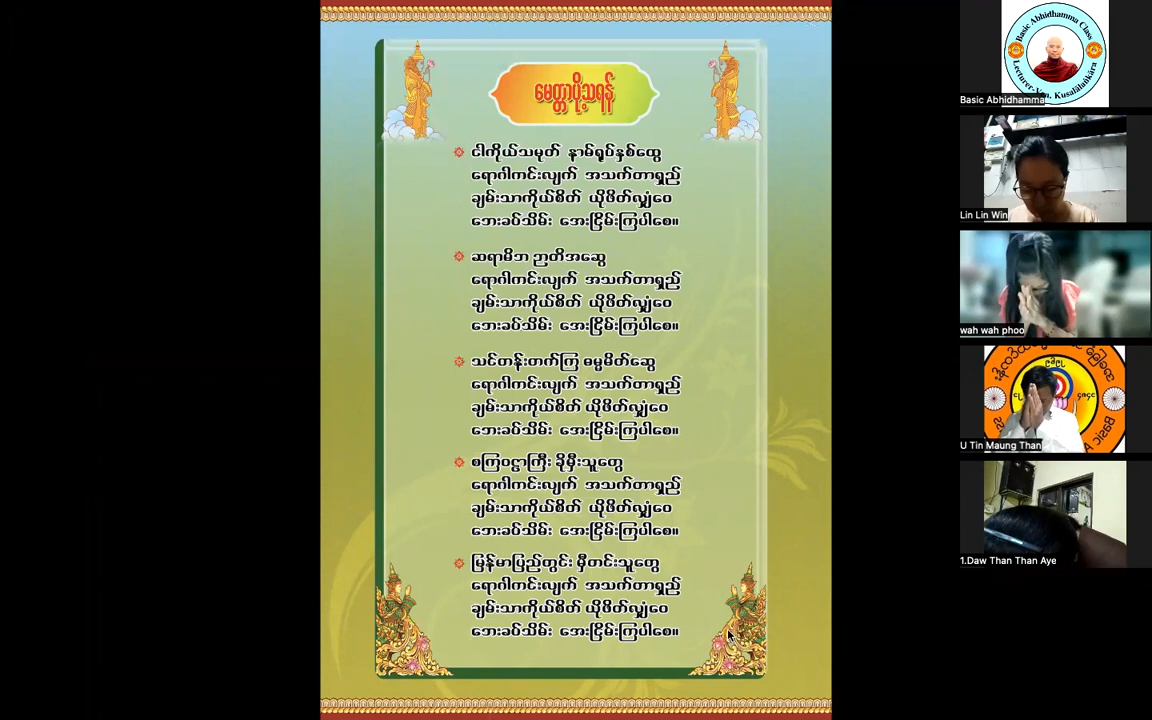 မေတ္တာပို့သရန်
ငါကိုယ်သမုတ် နာမ်ရုပ်နှစ်ထွေ
ရောဂါကင်းလျက် အသက်တာရှည်
ချမ်းသာကိုယ်စိတ် ယိုဖိတ်လျှံဝေ
ဘေးခပ်သိမ်း အေးငြိမ်းကြပါစေ။
ဆရာမိဘ ဉာတိအဆွေ
ရောဂါကင်းလျက် အသက်တာရှည်
ချမ်းသာကိုယ်စိတ် ယိုဖိတ်လျှံဝေ
ဘေးခပ်သိမ်း အေးငြိမ်းကြပါစေ။
သင်တန်းတက်ကြ ဓမ္မမိတ်ဆွေ
ရောဂါကင်းလျက် အသက်တာရှည်
ချမ်းသာကိုယ်စိတ် ယိုဖိတ်လျှံဝေ
ဘေးခပ်သိမ်း အေးငြိမ်းကြပါစေ။
စကြဝဠာကြီး ခိုမှီးသူတွေ
ရောဂါကင်းလျက် အသက်တာရှည်
ချမ်းသာကိုယ်စိတ် ယိုဖိတ်လျှံဝေ
ဘေးခပ်သိမ်း အေးငြိမ်းကြပါစေ။
မြန်မာပြည်တွင်း မှီတင်းသူတွေ
ရောဂါကင်းလျက် အသက်တာရှည်
ချမ်းသာကိုယ်စိတ် ယိုဖိတ်လျှံဝေ
ဘေးခပ်သိမ်း အေးငြိမ်းကြပါစေ။
Basic Abhidhamma Class
Lecturer-Ven. Kusalālaṅkāra
Basic Abhidhamma
Lin Lin Win
wah wah phoo
U Tin Maung Than
1.Daw Than Than Aye